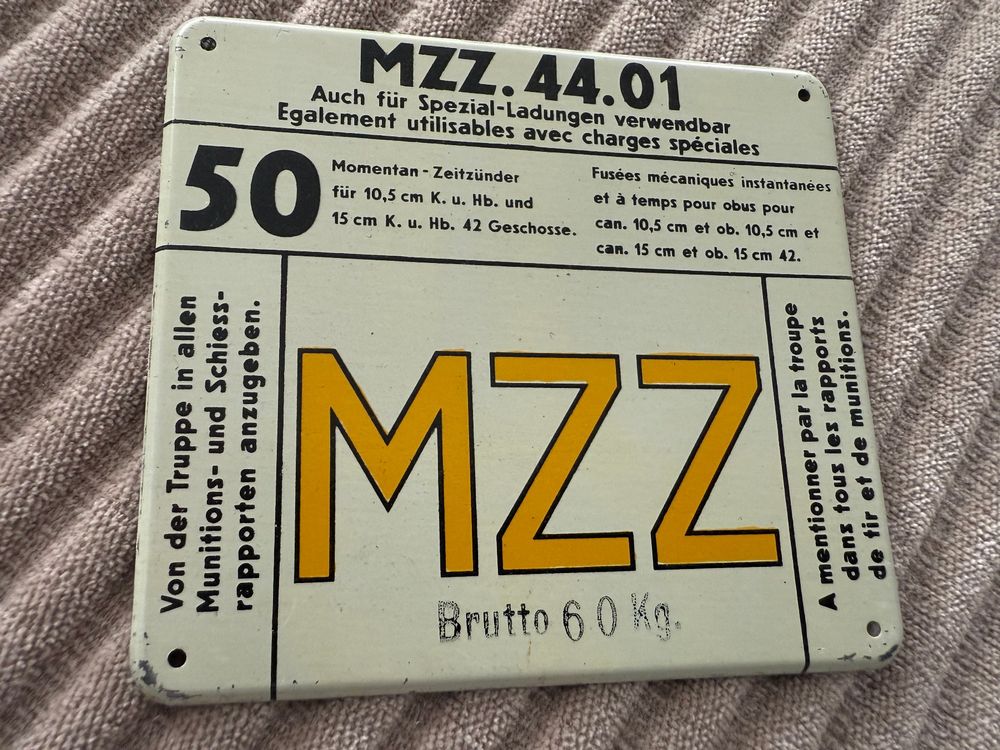 MZZ.44.01
Auch für Spezial-Ladungen verwendbar
Egalement utilisables avec charges spéciales
50
Momentan-Zeitzünder
für 10,5 cm K. u. Hb. und
15 cm K. u. Hb. 42 Geschosse.
Fusées mécaniques instantanées
et à temps pour obus pour
can. 10,5 cm et ob. 10,5 cm et
can. 15 cm et ob. 15 cm 42.
Von der Truppe in allen
Munitions- und Schiess-
rapporten anzugeben.
MZZ
Brutto 60 Kg.
A mentionner par la troupe
dans tous les rapports
de tir et de munitions.